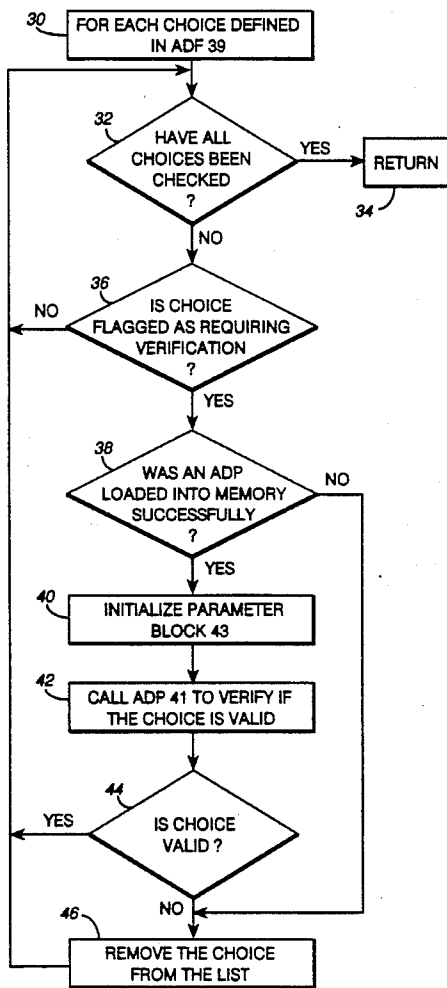 30
FOR EACH CHOICE DEFINED
IN ADF 39
32
HAVE ALL
CHOICES BEEN
CHECKED
?
YES
RETURN
34
NO
36
NO
IS CHOICE
FLAGGED AS REQUIRING
VERIFICATION
?
YES
38
WAS AN ADP
LOADED INTO MEMORY
SUCCESSFULLY
?
NO
YES
40
INITIALIZE PARAMETER
BLOCK 43
42
CALL ADP 41 TO VERIFY IF
THE CHOICE IS VALID
44
YES
IS CHOICE
VALID ?
NO
46
REMOVE THE CHOICE
FROM THE LIST